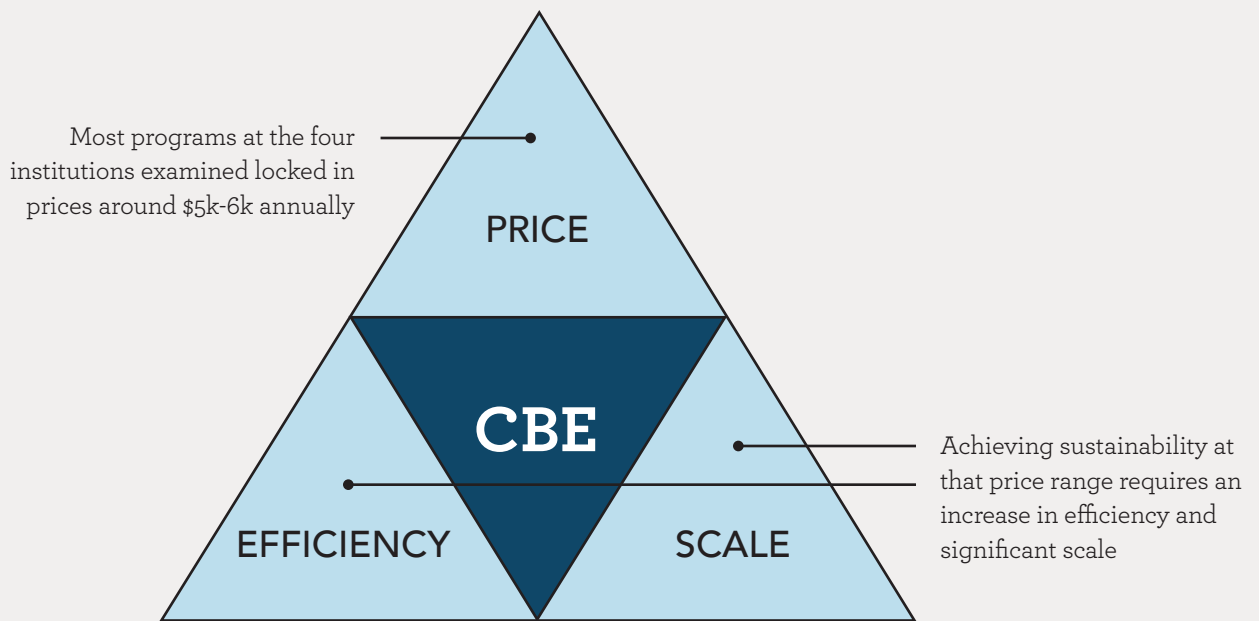 Most programs at the four
institutions examined locked in
prices around $5k-6k annually
PRICE
CBE
EFFICIENCY
SCALE
Achieving sustainability at
that price range requires an
increase in efficiency and
significant scale